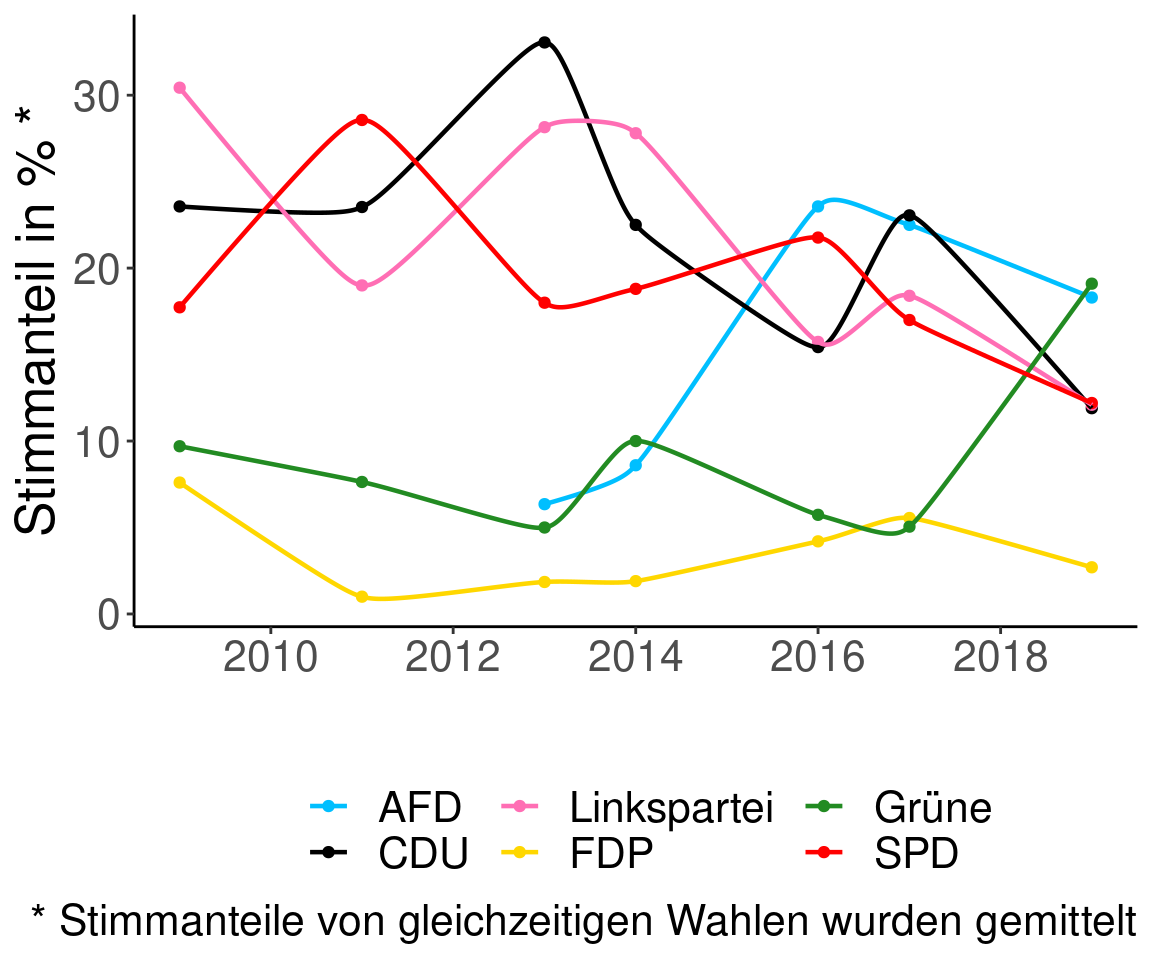 Stimmanteil in % *
30
20
10
0
2010 2012 2014 2016 2018
AFD Linkspartei Grüne
CDU FDP SPD
* Stimmanteile von gleichzeitigen Wahlen wurden gemittelt